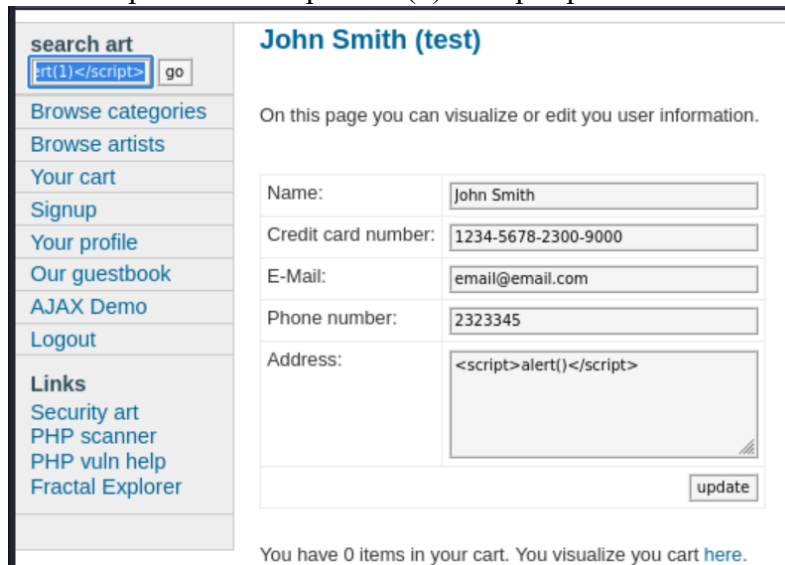 search art
ert(1)</script>
go
Browse categories
Browse artists
Your cart
Signup
Your profile
Our guestbook
AJAX Demo
Logout
Links
Security art
PHP scanner
PHP vuln help
Fractal Explorer
John Smith (test)
On this page you can visualize or edit you user information.
Name: John Smith
Credit card number: 1234-5678-2300-9000
E-Mail: email@email.com
Phone number: 2323345
Address: <script>alert()</script>
update
You have 0 items in your cart. You visualize you cart here.